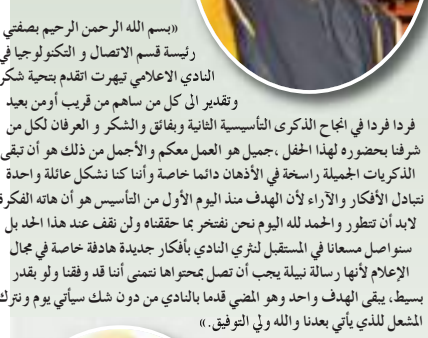 «بسم الله الرحمن الرحيم بصفتي
رئيسة قسم الاتصال و التكنولوجيا في
النادي الاعلامي تيهرت اتقدم بتحية شكر
وتقدير الى كل من ساهم من قريب أومن بعيد
فردا فردا في انجاح الذكرى التأسيسية الثانية وبفائق والشكر و العرفان لكل من
شرفنا بحضوره لهذا الحفل ،جميل هو العمل معكم والأجمل من ذلك هو أن تبقى
الذكريات الجميلة راسخة في الأذهان دائما خاصة وأننا كنا نشكل عائلة واحدة
نتبادل الأفكار والآراء لأن الهدف منذ اليوم الأول من التأسيس هو أن هاته الفكرة
لابد أن تتطور والحمد لله اليوم نحن نفتخر بما حققناه ولن نقف عند هذا الحد بل
سنواصل مسعانا في المستقبل لنثري النادي بأفكار جديدة هادفة خاصة في مجال
الإعلام لأنها رسالة نبيلة يجب أن تصل بمحتواها نتمنى أننا قد وفقنا ولو بقدر
بسيط، يبقى الهدف واحد وهو المضي قدما بالنادي من دون شك سيأتي يوم ونترك
المشعل للذي يأتي بعدنا والله ولي التوفيق.»